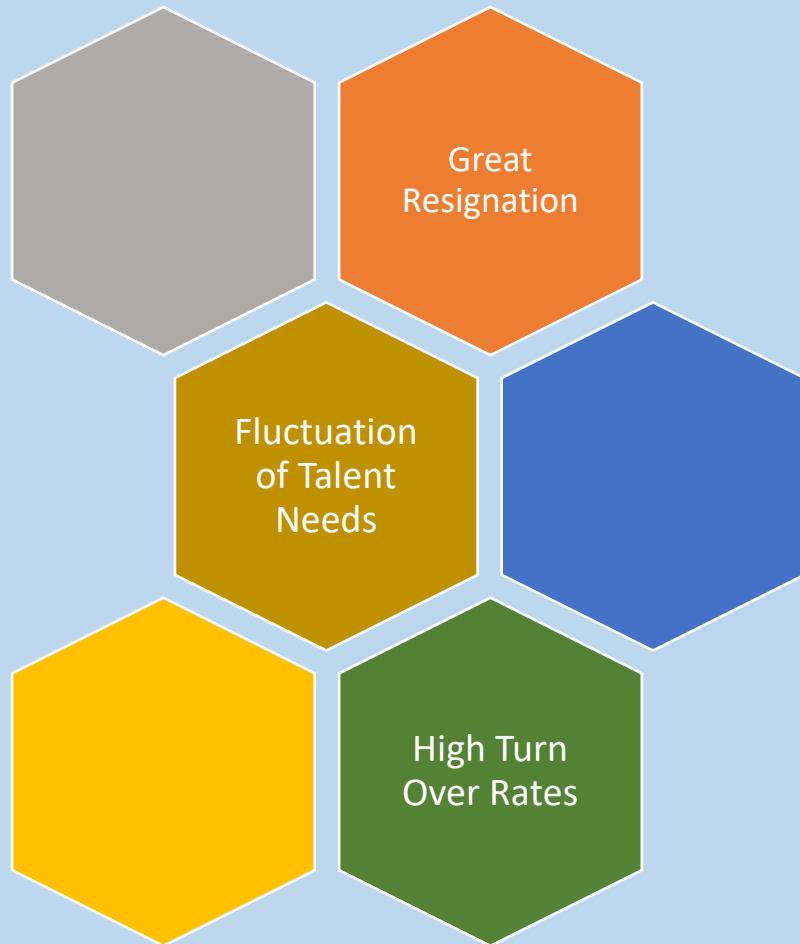 Great
Resignation
Fluctuation
of Talent
Needs
High Turn
Over Rates